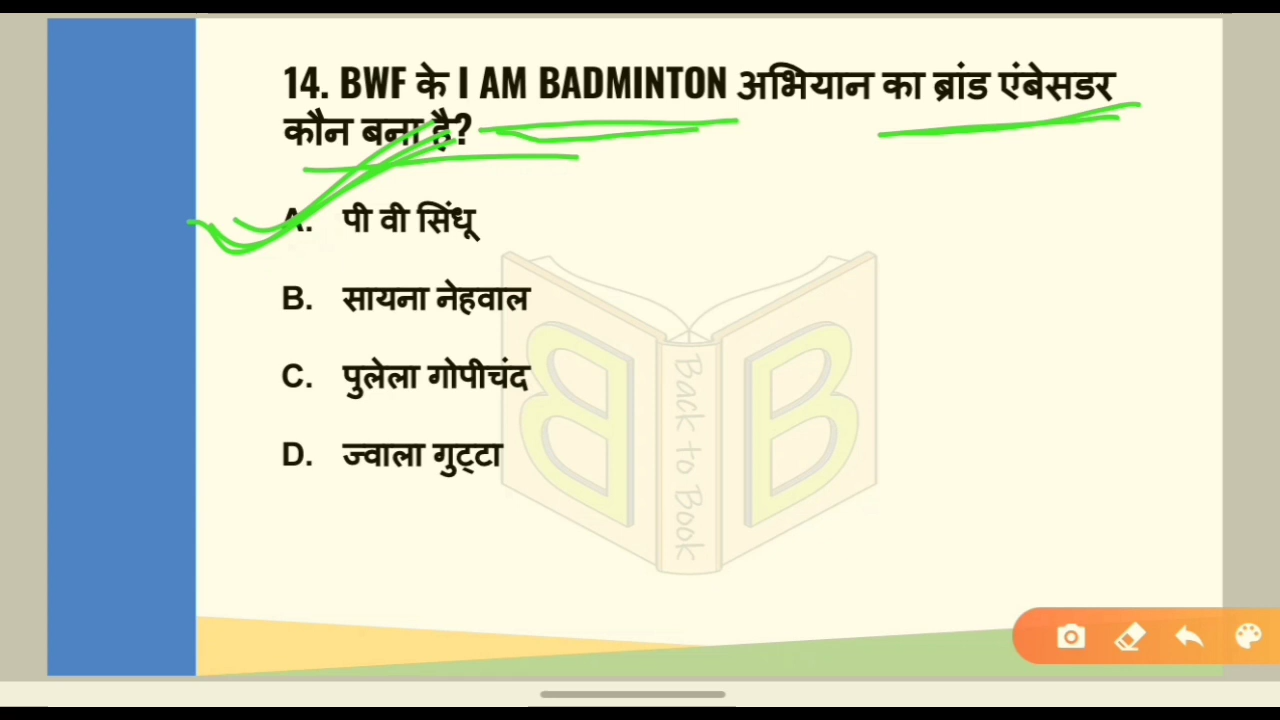 14. BWF के I AM BADMINTON अभियान का ब्रांड एंबेसडर
कौन बना है?
A. पी वी सिंधू
B. सायना नेहवाल
C. पुलेला गोपीचंद
D. ज्वाला गुट्टा
B B
Back to Book